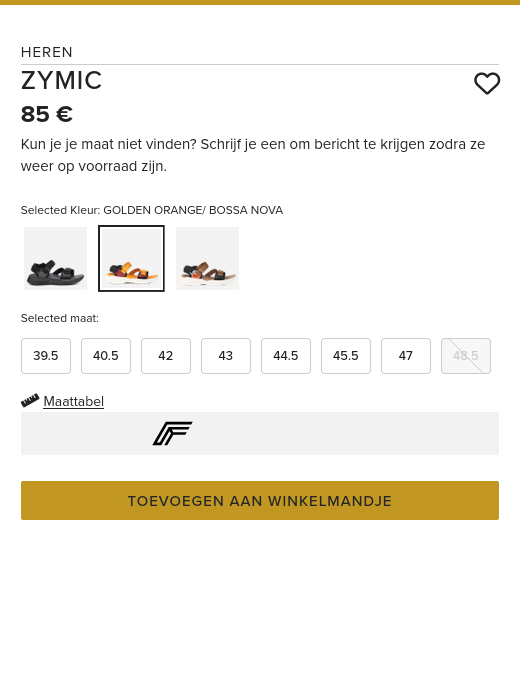 HEREN
ZYMIC
85 €
Kun je je maat niet vinden? Schrijf je een om bericht te krijgen zodra ze
weer op voorraad zijn.
Selected Kleur: GOLDEN ORANGE/ BOSSA NOVA
Selected maat:
39.5 40.5 42 43 44.5 45.5 47 48.5
Maattabel
TOEVOEGEN AAN WINKELMANDJE